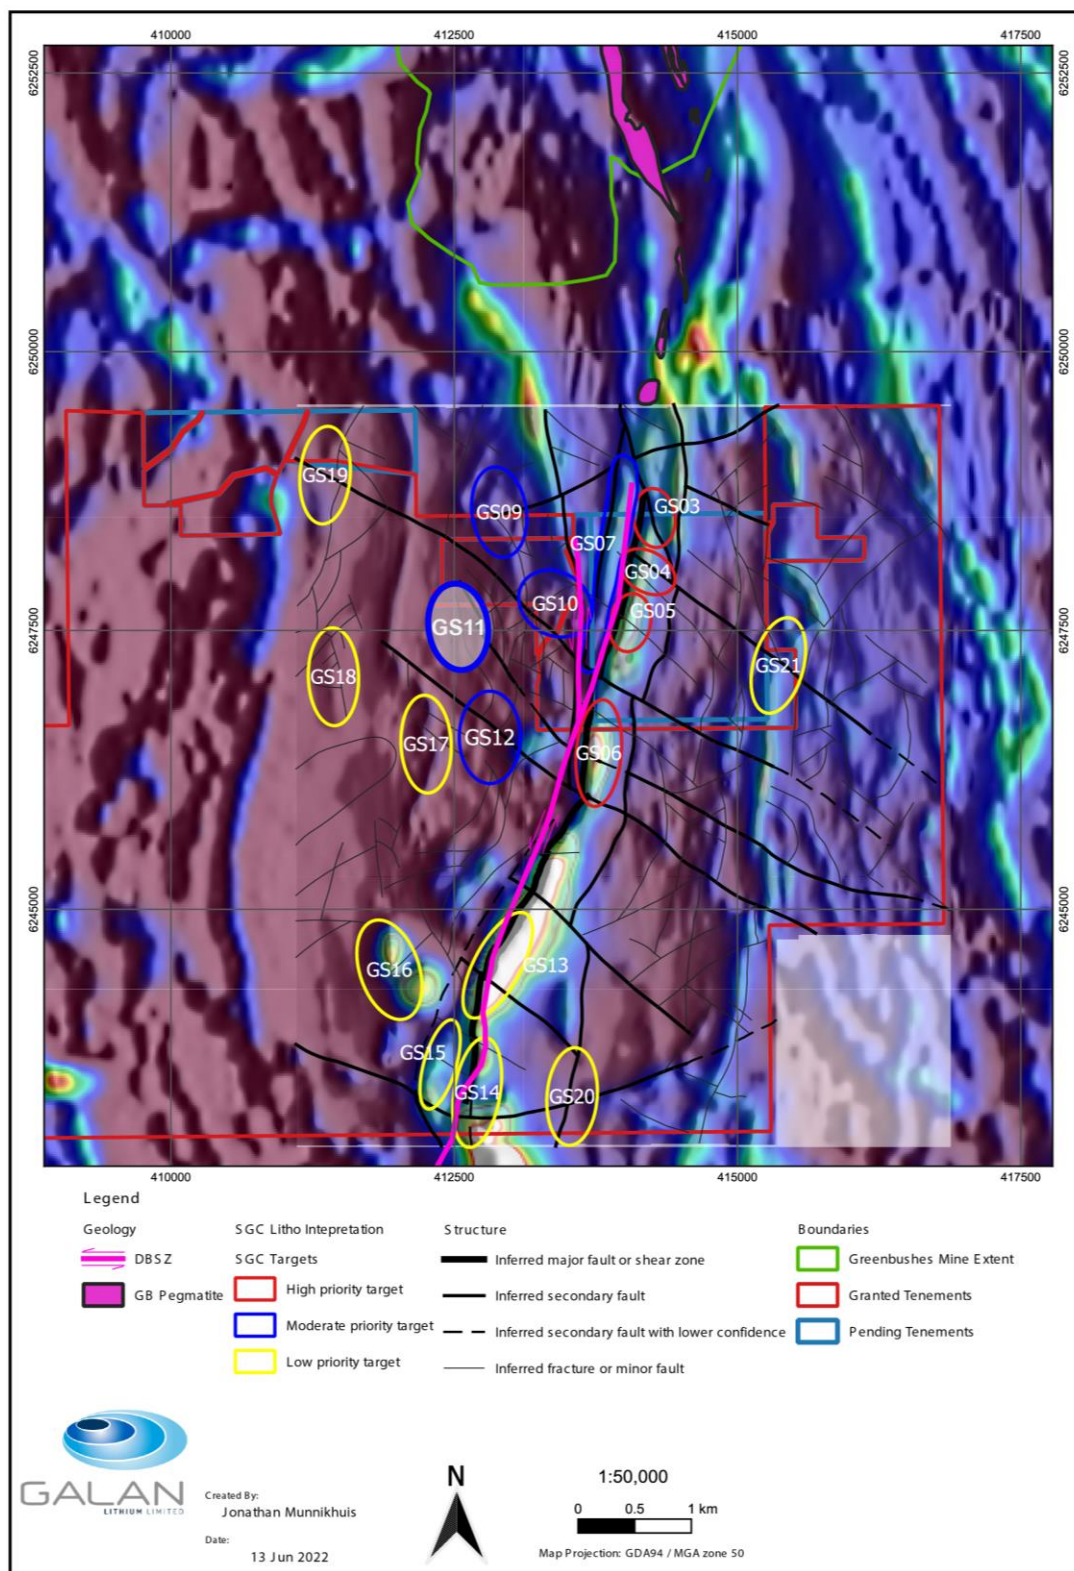 410000 412500 415000 417500
6252500 6252500
6250000 6250000
GS19
GS09
GS03
GS07
GS04
GS10
GS05
GS11
GS21
GS18
GS12
GS17
GS06
6247500 6247500
6245000 6245000
GS13
GS16
GS15
GS14
GS20
410000 412500 415000 417500
Legend
Geology
DBSZ
GB Pegmatite
SGC Litho Intepretation
SGC Targets
High priority target
Moderate priority target
Low priority target
Structure
Inferred major fault or shear zone
Inferred secondary fault
Inferred secondary fault with lower confidence
Inferred fracture or minor fault
Boundaries
Greenbushes Mine Extent
Granted Tenements
Pending Tenements
GALAN
LITHIUM LIMITED
Created By:
Jonathan Munnikhuis
Date:
13 Jun 2022
N
1:50,000
0 0.5 1 km
Map Projection: GDA94 / MGA zone 50